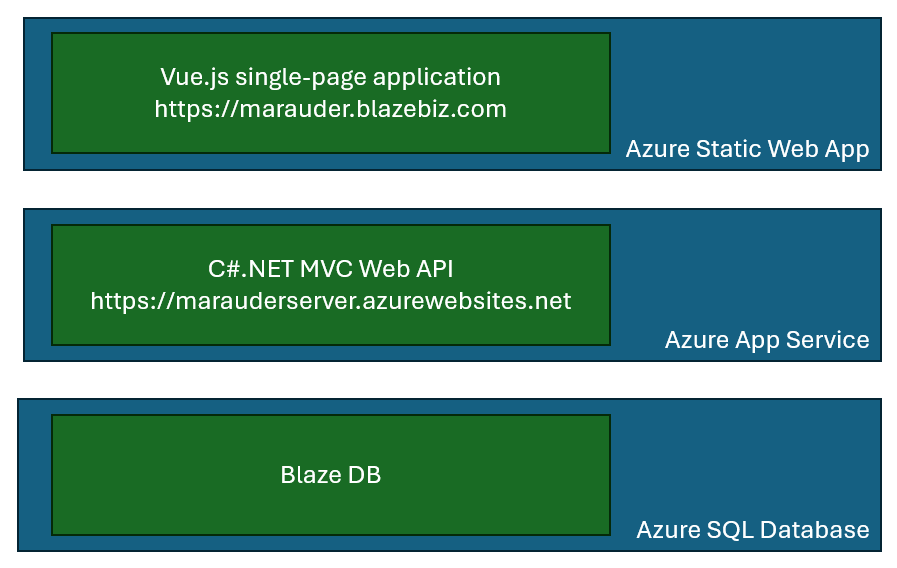 Vue.js single-page application
https://marauder.blazebiz.com
Azure Static Web App
C#.NET MVC Web API
https://marauderserver.azurewebsites.net
Azure App Service
Blaze DB
Azure SQL Database